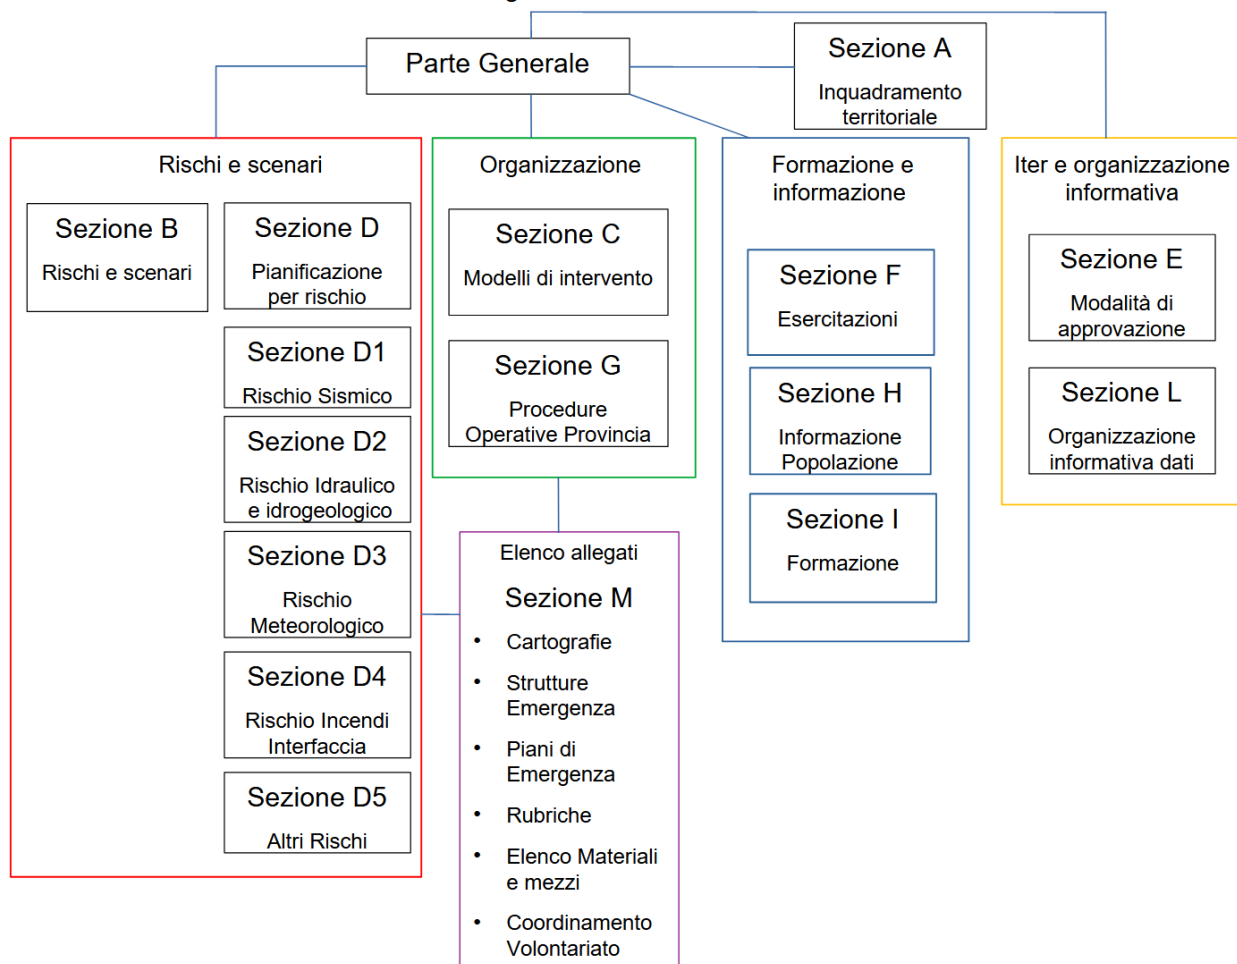 Parte Generale
Sezione A
Inquadramento
territoriale
Rischi e scenari
Sezione B
Rischi e scenari
Sezione D
Pianificazione
per rischio
Sezione D1
Rischio Sismico
Sezione D2
Rischio Idraulico
e idrogeologico
Sezione D3
Rischio
Meteorologico
Sezione D4
Rischio Incendi
Interfaccia
Sezione D5
Altri Rischi
Organizzazione
Sezione C
Modelli di intervento
Sezione G
Procedure
Operative Provincia
Elenco allegati
Sezione M
• Cartografie
• Strutture
Emergenza
• Piani di
Emergenza
• Rubriche
• Elenco Materiali
e mezzi
• Coordinamento
Volontariato
Formazione e
informazione
Sezione F
Esercitazioni
Sezione H
Informazione
Popolazione
Sezione I
Formazione
Iter e organizzazione
informativa
Sezione E
Modalità di
approvazione
Sezione L
Organizzazione
informativa dati